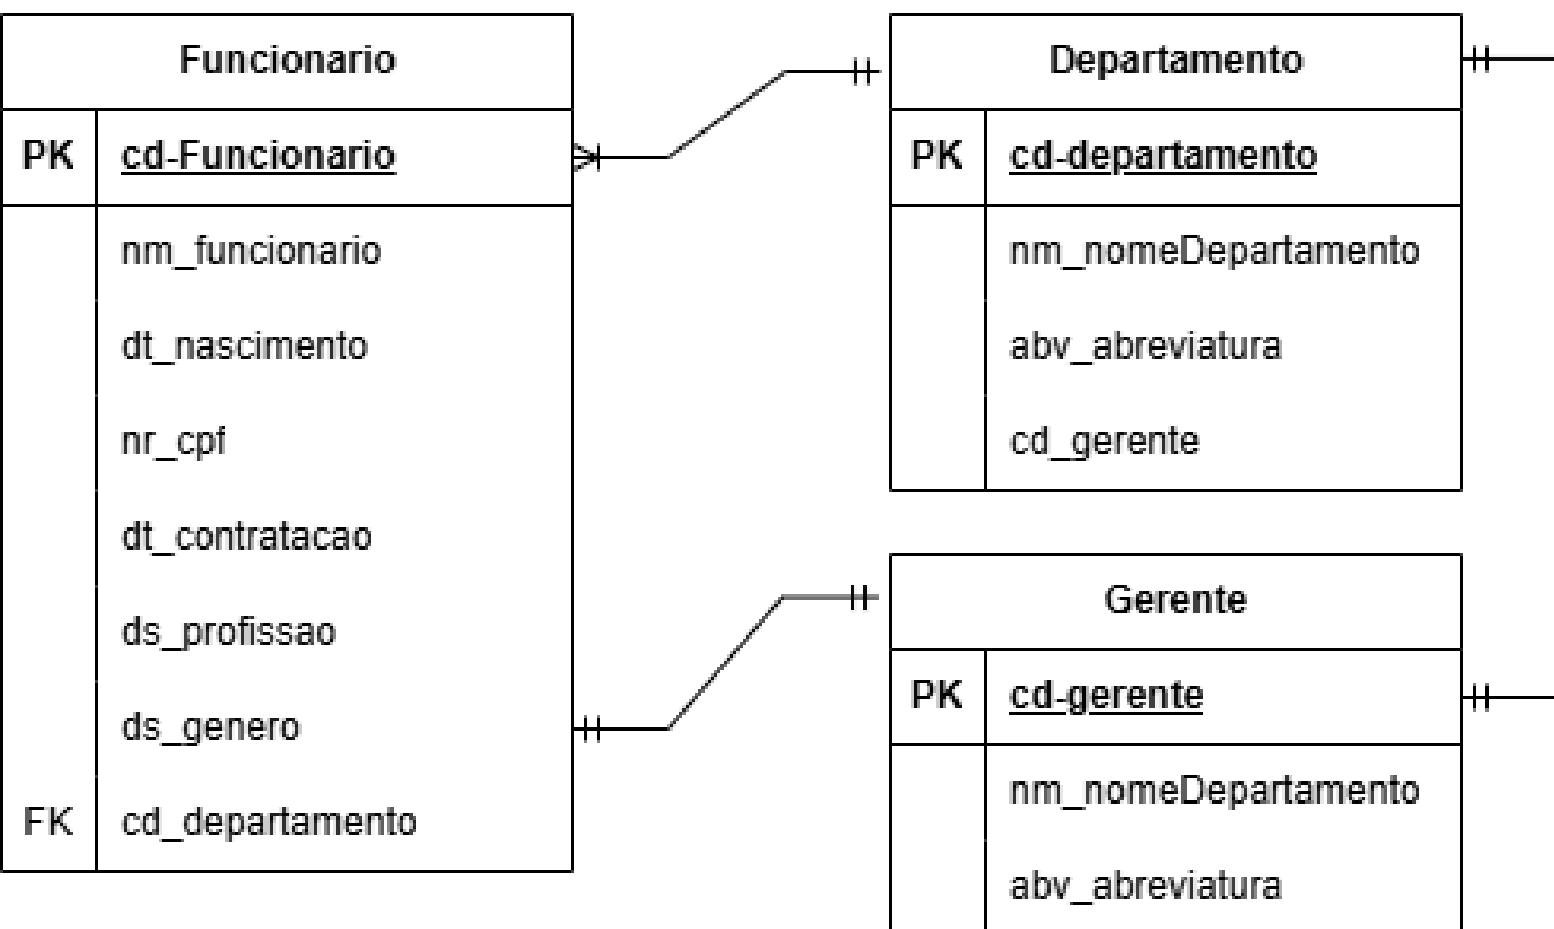 Funcionario
PK cd-Funcionario
nm_funcionario
dt_nascimento
nr_cpf
dt_contratacao
ds_profissao
ds_genero
FK cd_departamento
Departamento
PK cd-departamento
nm_nomeDepartamento
abv_abreviatura
cd_gerente
Gerente
PK cd-gerente
nm_nomeDepartamento
abv_abreviatura